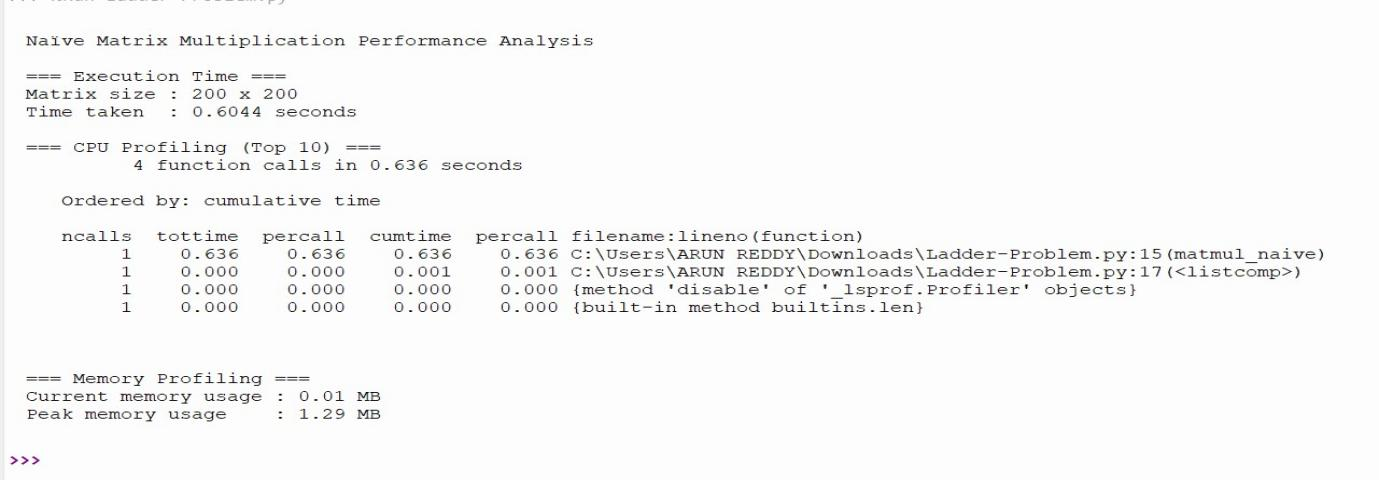 Naïve Matrix Multiplication Performance Analysis
=== Execution Time ===
Matrix size : 200 x 200
Time taken  : 0.6044 seconds
=== CPU Profiling (Top 10) ===
4 function calls in 0.636 seconds
Ordered by: cumulative time
ncalls  tottime  percall  cumtime  percall filename:lineno(function)
1    0.636    0.636    0.636    0.636 C:\Users\ARUN REDDY\Downloads\Ladder-Problem.py:15(matmul_naive)
1    0.000    0.000    0.001    0.001 C:\Users\ARUN REDDY\Downloads\Ladder-Problem.py:17(<listcomp>)
1    0.000    0.000    0.000    0.000 {method 'disable' of '_lsprof.Profiler' objects}
1    0.000    0.000    0.000    0.000 {built-in method builtins.len}
=== Memory Profiling ===
Current memory usage : 0.01 MB
Peak memory usage    : 1.29 MB
>>>